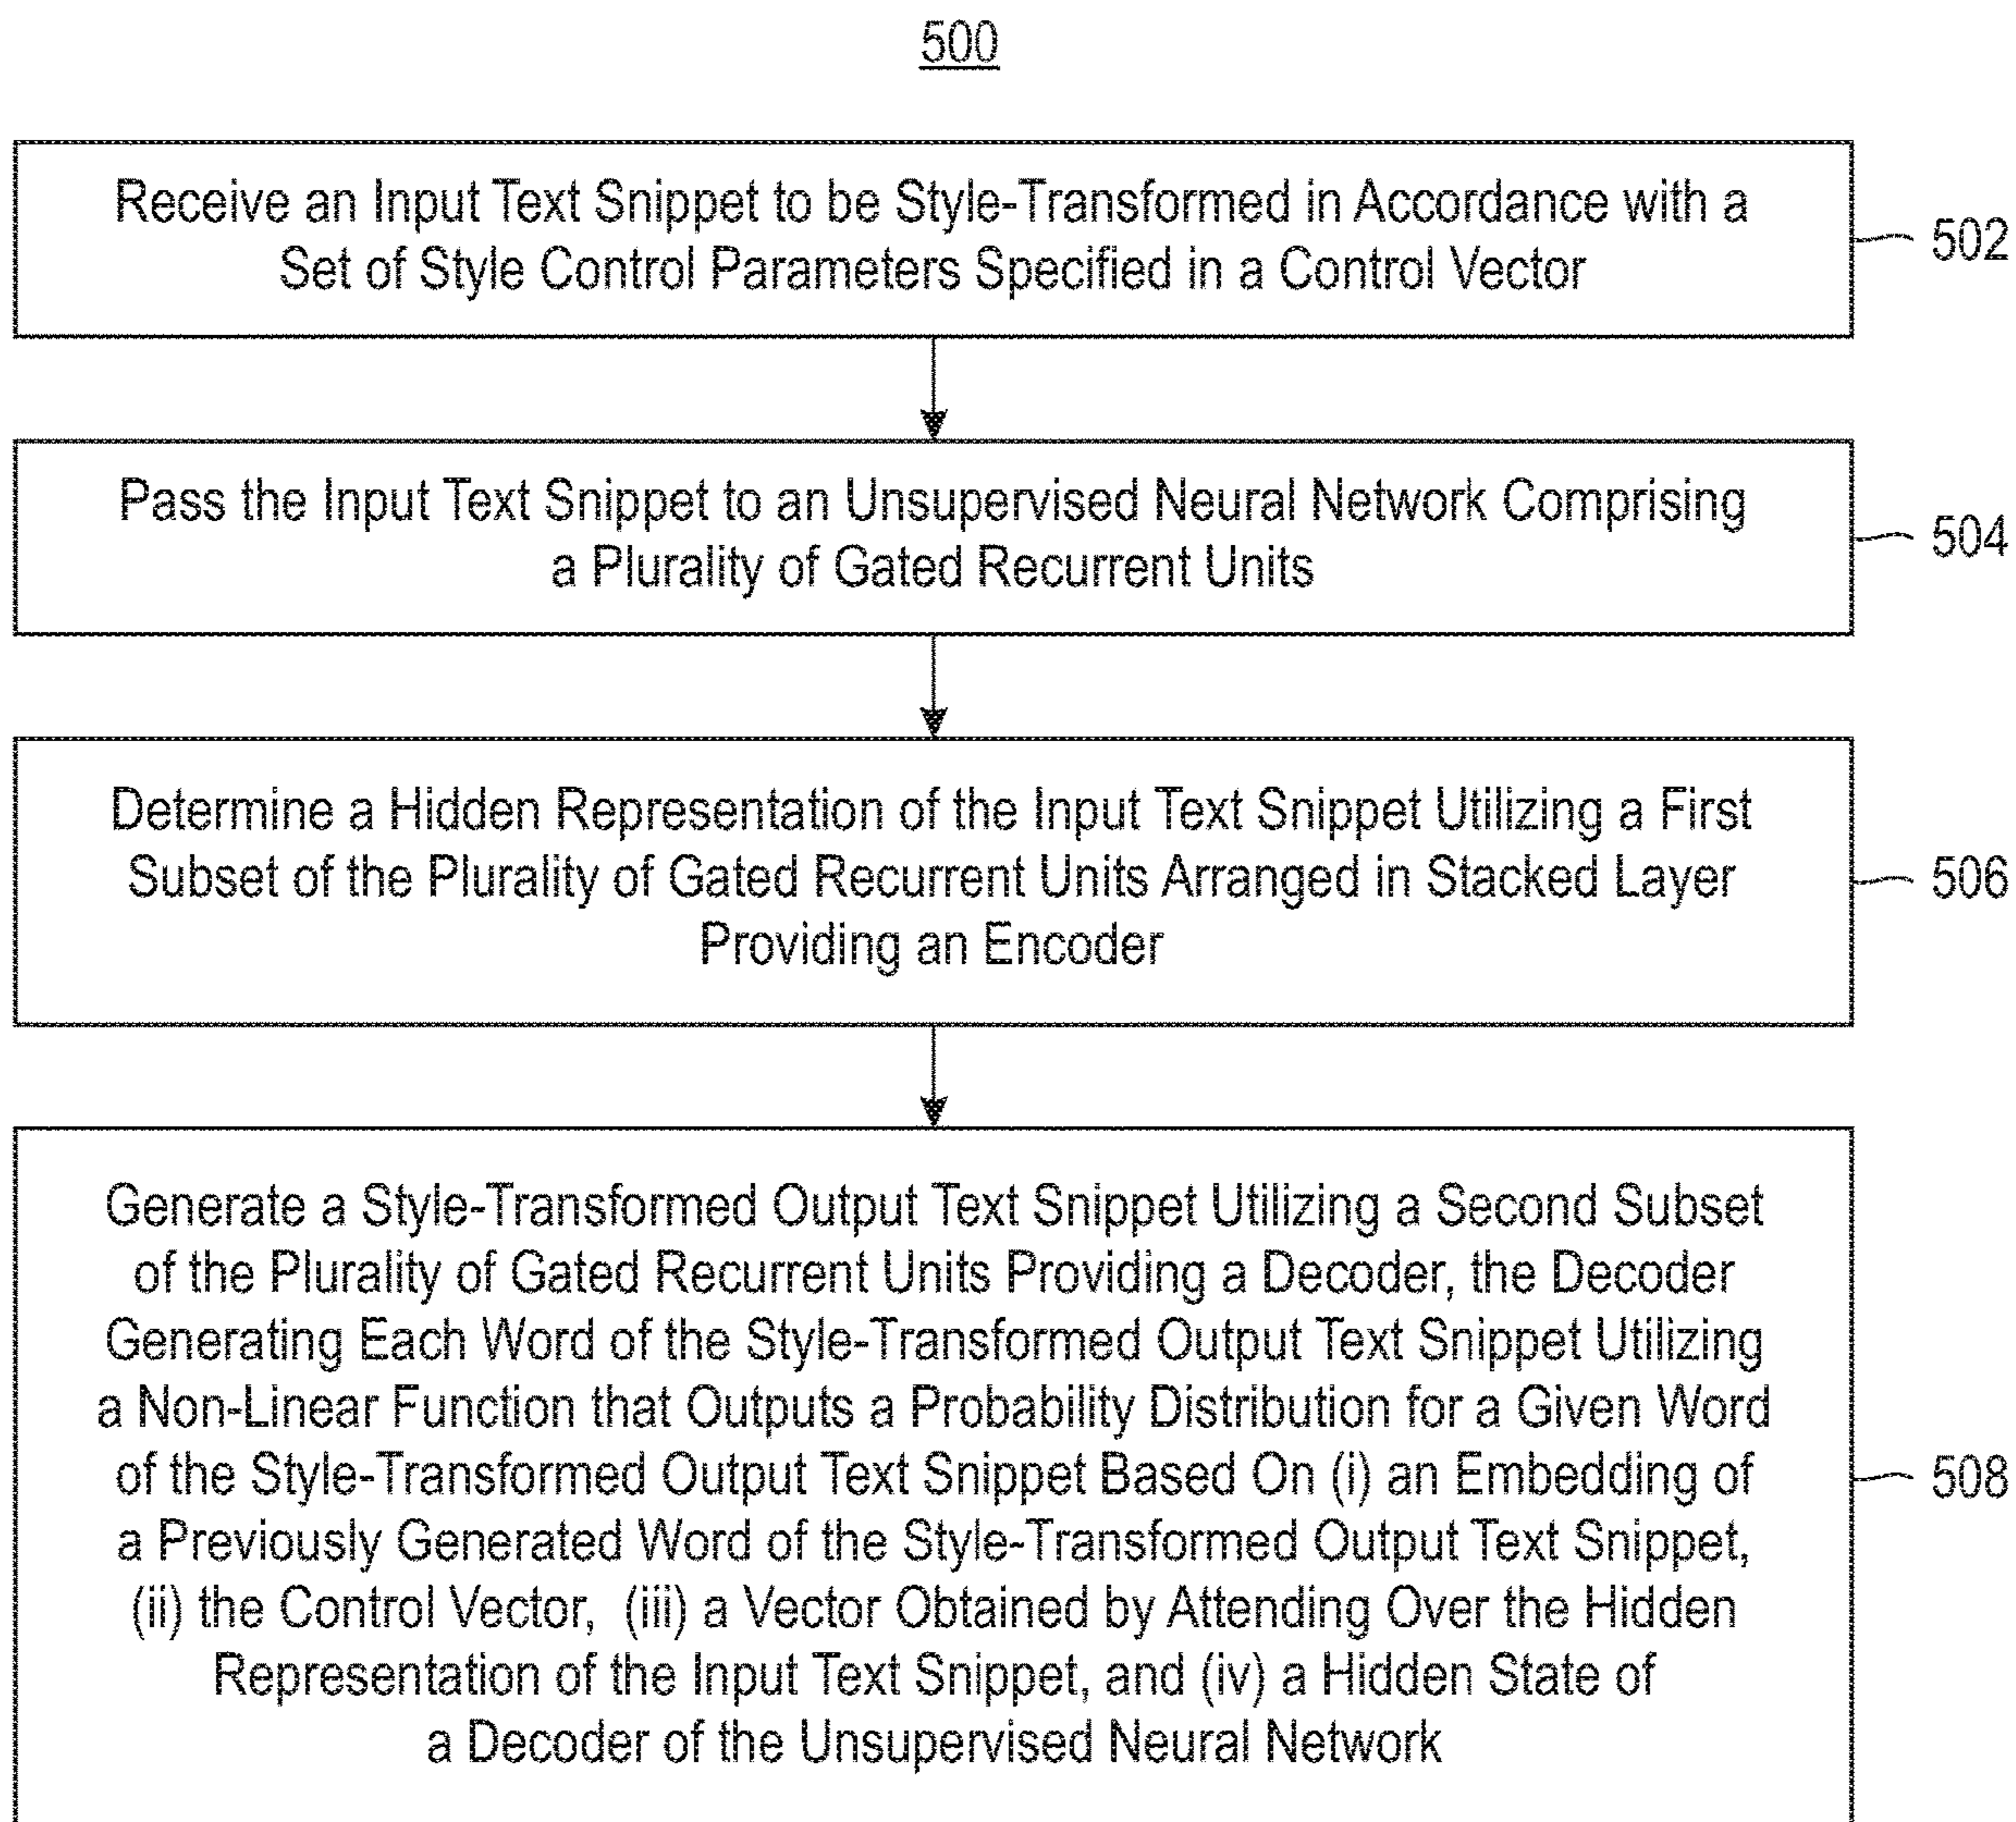 500
Receive an Input Text Snippet to be Style-Transformed in Accordance with a
Set of Style Control Parameters Specified in a Control Vector
502
Pass the Input Text Snippet to an Unsupervised Neural Network Comprising
a Plurality of Gated Recurrent Units
504
Determine a Hidden Representation of the Input Text Snippet Utilizing a First
Subset of the Plurality of Gated Recurrent Units Arranged in Stacked Layer
Providing an Encoder
506
Generate a Style-Transformed Output Text Snippet Utilizing a Second Subset
of the Plurality of Gated Recurrent Units Providing a Decoder, the Decoder
Generating Each Word of the Style-Transformed Output Text Snippet Utilizing
a Non-Linear Function that Outputs a Probability Distribution for a Given Word
of the Style-Transformed Output Text Snippet Based On (i) an Embedding of
a Previously Generated Word of the Style-Transformed Output Text Snippet,
(ii) the Control Vector, (iii) a Vector Obtained by Attending Over the Hidden
Representation of the Input Text Snippet, and (iv) a Hidden State of
a Decoder of the Unsupervised Neural Network
508